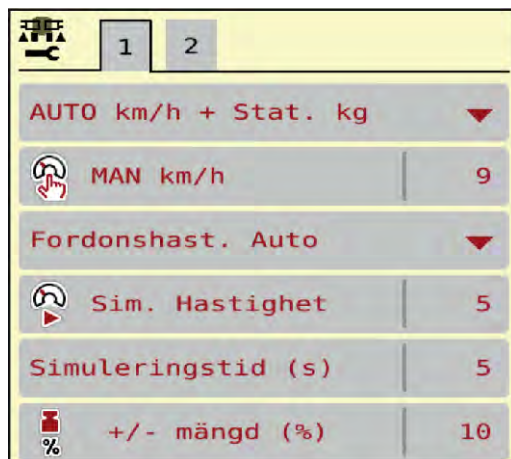 1 2
AUTO km/h + Stat. kg
MAN km/h 9
Fordonshast. Auto
Sim. Hastighet 5
Simuleringstid (s) 5
% +/- mängd (%) 10